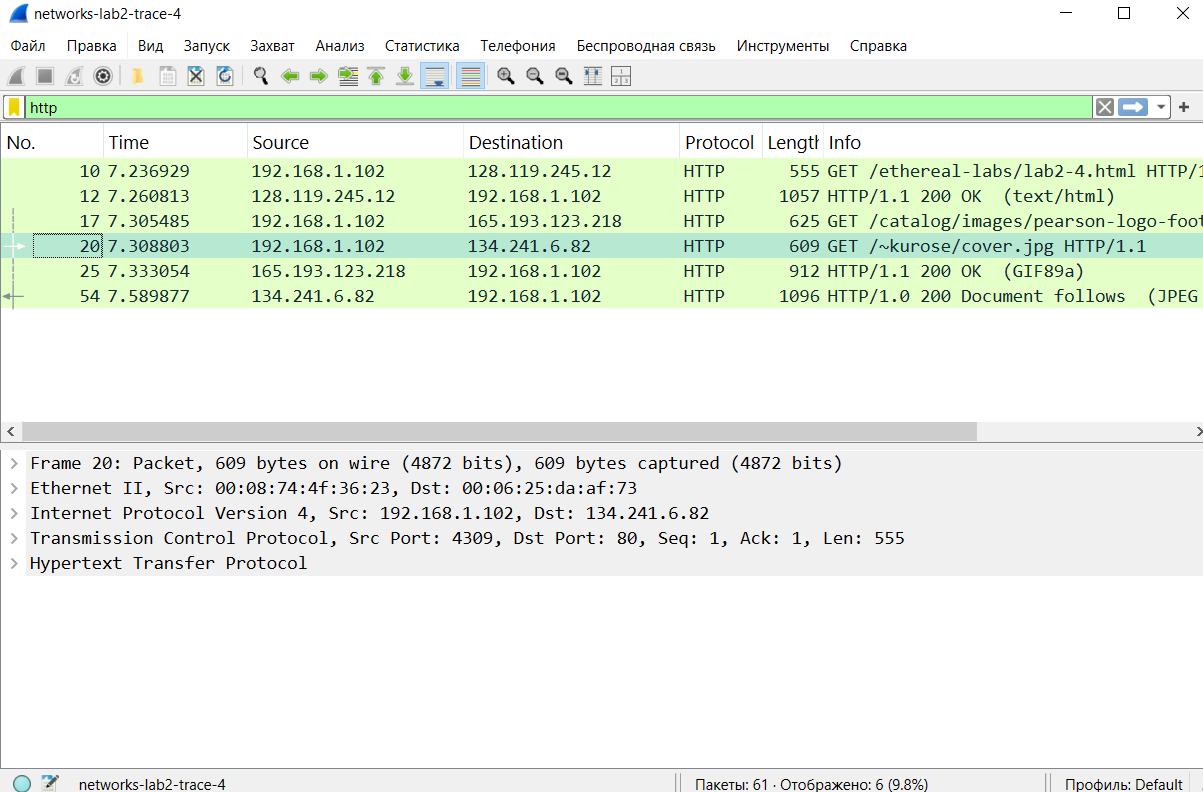 networks-lab2-trace-4
Файл Правка Вид Запуск Захват Анализ Статистика Телефония Беспроводная связь Инструменты Справка
http
No. Time Source Destination Protocol Length Info
10 7.236929 192.168.1.102 128.119.245.12 HTTP 555 GET /ethereal-labs/lab2-4.html HTTP/1
12 7.260813 128.119.245.12 192.168.1.102 HTTP 1057 HTTP/1.1 200 OK (text/html)
17 7.305485 192.168.1.102 165.193.123.218 HTTP 625 GET /catalog/images/pearson-logo-foot
20 7.308803 192.168.1.102 134.241.6.82 HTTP 609 GET /~kurose/cover.jpg HTTP/1.1
25 7.333054 165.193.123.218 192.168.1.102 HTTP 912 HTTP/1.1 200 OK (GIF89a)
54 7.589877 134.241.6.82 192.168.1.102 HTTP 1096 HTTP/1.0 200 Document follows (JPEG
Frame 20: Packet, 609 bytes on wire (4872 bits), 609 bytes captured (4872 bits)
Ethernet II, Src: 00:08:74:4f:36:23, Dst: 00:06:25:da:af:73
Internet Protocol Version 4, Src: 192.168.1.102, Dst: 134.241.6.82
Transmission Control Protocol, Src Port: 4309, Dst Port: 80, Seq: 1, Ack: 1, Len: 555
Hypertext Transfer Protocol
networks-lab2-trace-4 Пакеты: 61 · Отображено: 6 (9.8%) Профиль: Default